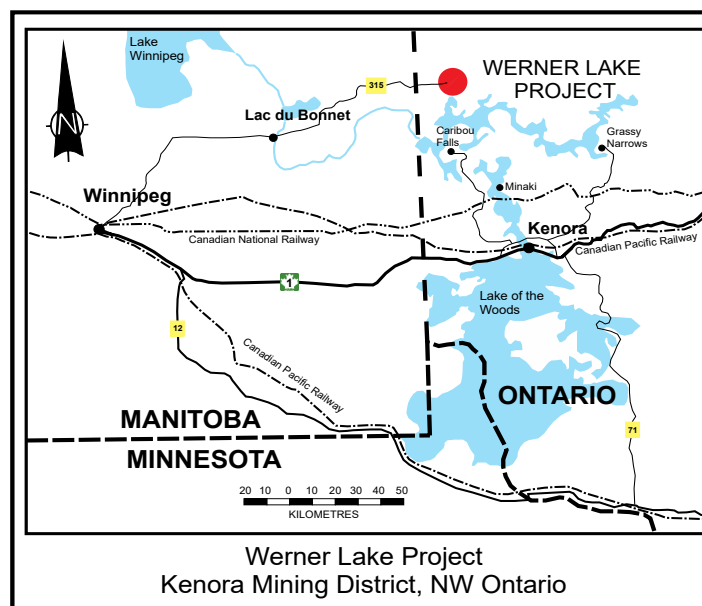 Lake
Winnipeg
315
WERNER LAKE
PROJECT
N
Lac du Bonnet
Caribou
Falls
Grassy
Narrows
Minaki
Winnipeg
Canadian National Railway
Kenora
Canadian Pacific Railway
1
Lake of the
Woods
12
Canadian Pacific Railway
ONTARIO
MANITOBA
MINNESOTA
71
20 10 0 10 20 30 40 50
KILOMETRES
Werner Lake Project
Kenora Mining District, NW Ontario